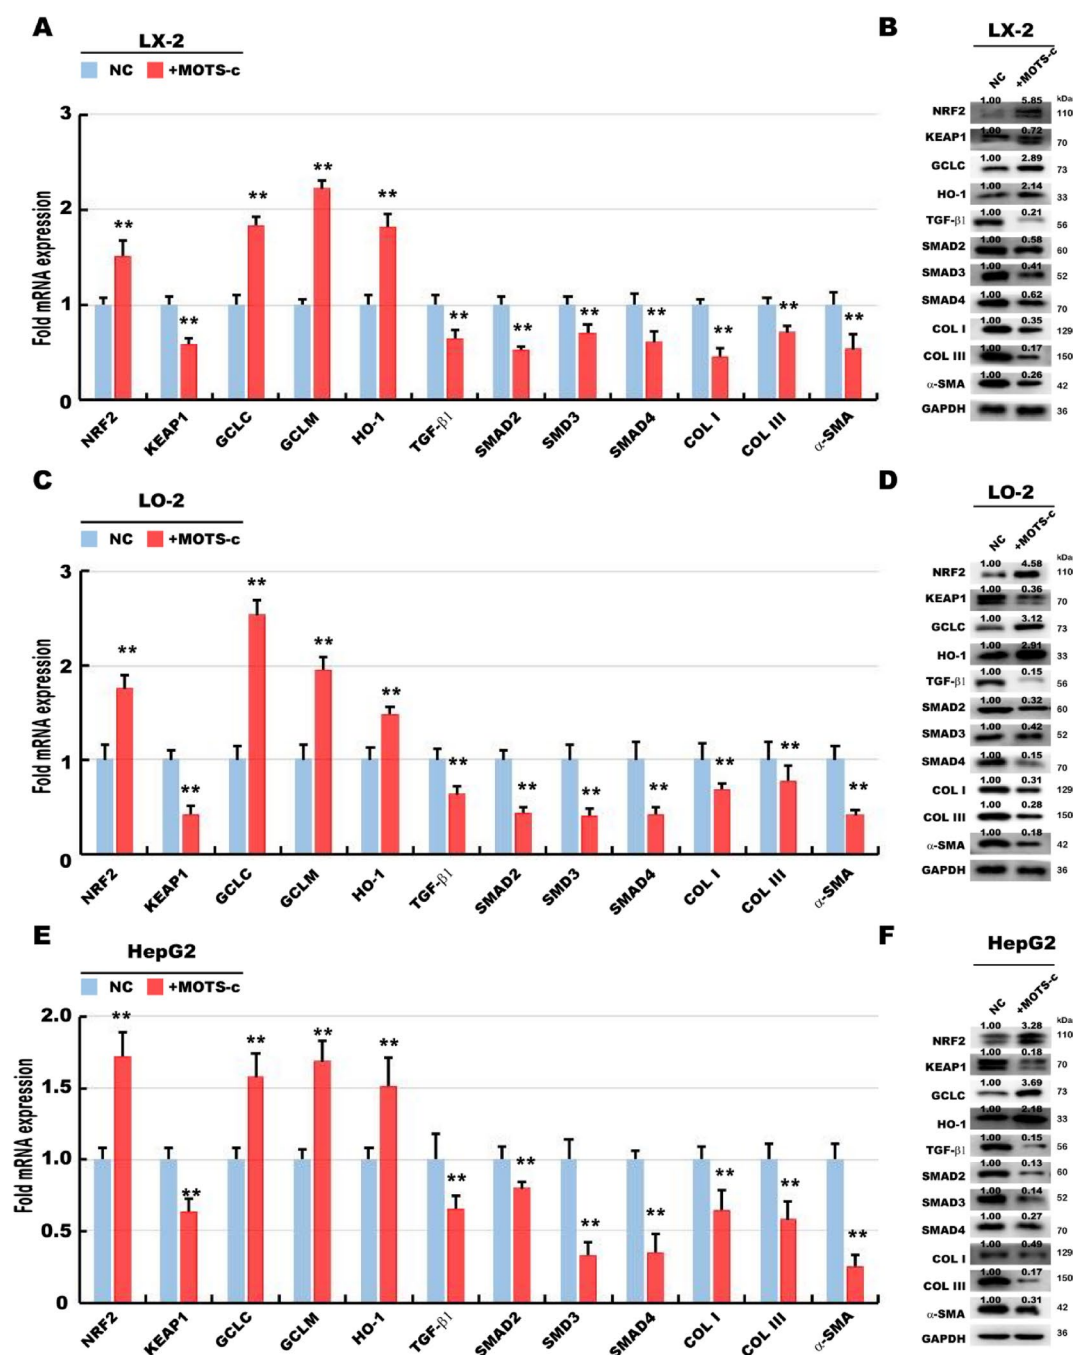 A
LX-2
NC +MOTS-c
Fold mRNA expression
3
2
1
0
NRF2 KEAP1 GCLC GCLM HO-1 TGF-β1 SMAD2 SMD3 SMAD4 COL I COL III α-SMA
** ** ** ** ** ** ** ** ** ** ** **
B
LX-2
NC +MOTS-c
kDa
NRF2 1.00 5.85 110
KEAP1 1.00 0.72 70
GCLC 1.00 2.89 73
HO-1 1.00 2.14 33
TGF-β1 1.00 0.21 56
SMAD2 1.00 0.58 60
SMAD3 1.00 0.41 52
SMAD4 1.00 0.62 70
COL I 1.00 0.35 129
COL III 1.00 0.17 150
α-SMA 1.00 0.26 42
GAPDH 36
C
LO-2
NC +MOTS-c
Fold mRNA expression
3
2
1
0
NRF2 KEAP1 GCLC GCLM HO-1 TGF-β1 SMAD2 SMD3 SMAD4 COL I COL III α-SMA
** ** ** ** ** ** ** ** ** ** ** **
D
LO-2
NC +MOTS-c
kDa
NRF2 1.00 4.58 110
KEAP1 1.00 0.36 70
GCLC 1.00 3.12 73
HO-1 1.00 2.91 33
TGF-β1 1.00 0.15 56
SMAD2 1.00 0.32 60
SMAD3 1.00 0.42 52
SMAD4 1.00 0.15 70
COL I 1.00 0.31 129
COL III 1.00 0.28 150
α-SMA 1.00 0.18 42
GAPDH 36
E
HepG2
NC +MOTS-c
Fold mRNA expression
2.0
1.5
1.0
0.5
0
NRF2 KEAP1 GCLC GCLM HO-1 TGF-β1 SMAD2 SMD3 SMAD4 COL I COL III α-SMA
** ** ** ** ** ** ** ** ** ** ** **
F
HepG2
NC +MOTS-c
kDa
NRF2 1.00 3.28 110
KEAP1 1.00 0.18 70
GCLC 1.00 3.69 73
HO-1 1.00 2.18 33
TGF-β1 1.00 0.15 56
SMAD2 1.00 0.13 60
SMAD3 1.00 0.14 52
SMAD4 1.00 0.27 70
COL I 1.00 0.49 129
COL III 1.00 0.17 150
α-SMA 1.00 0.31 42
GAPDH 36